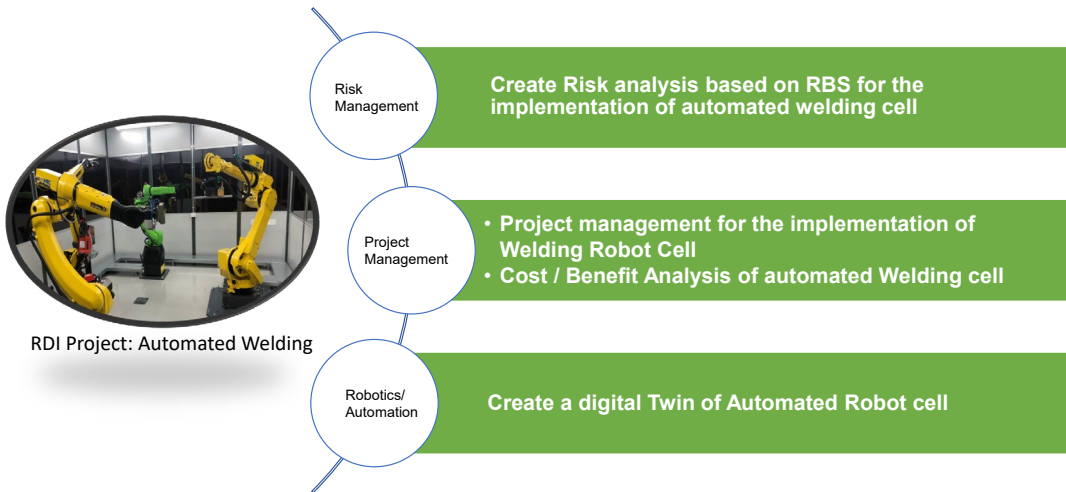 Risk
Management
Create Risk analysis based on RBS for the
implementation of automated welding cell
Project
Management
• Project management for the implementation of
Welding Robot Cell
• Cost / Benefit Analysis of automated Welding cell
RDI Project: Automated Welding
Robotics/
Automation
Create a digital Twin of Automated Robot cell